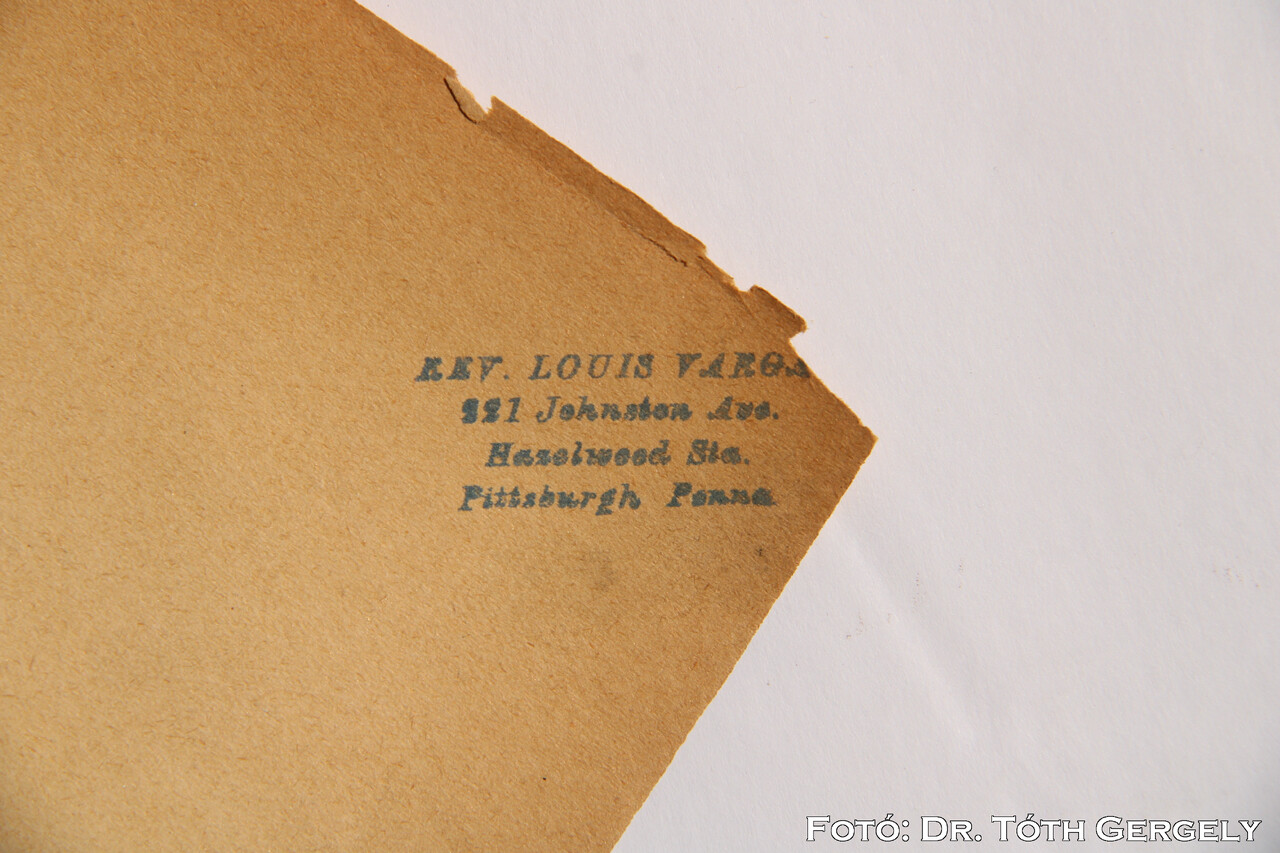 REV. LOUIS VARGA
221 Johnston Ave.
Hazelwood Sta.
Pittsburgh Penna
Fotó: Dr. Tóth Gergely